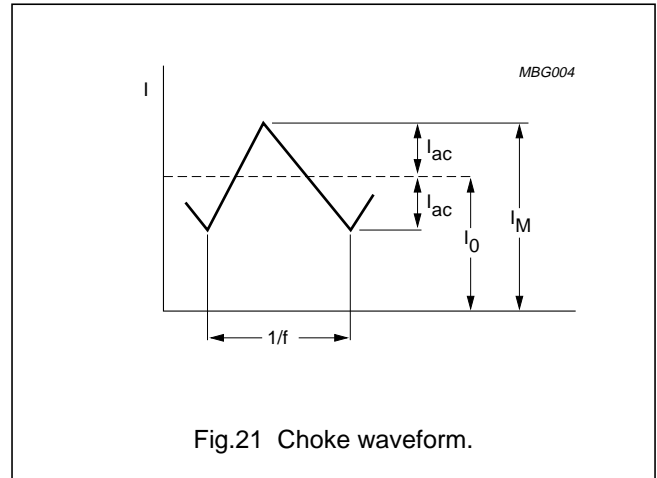 MBG004
I
I_ac
I_ac
I_M
I_0
1/f
Fig.21 Choke waveform.